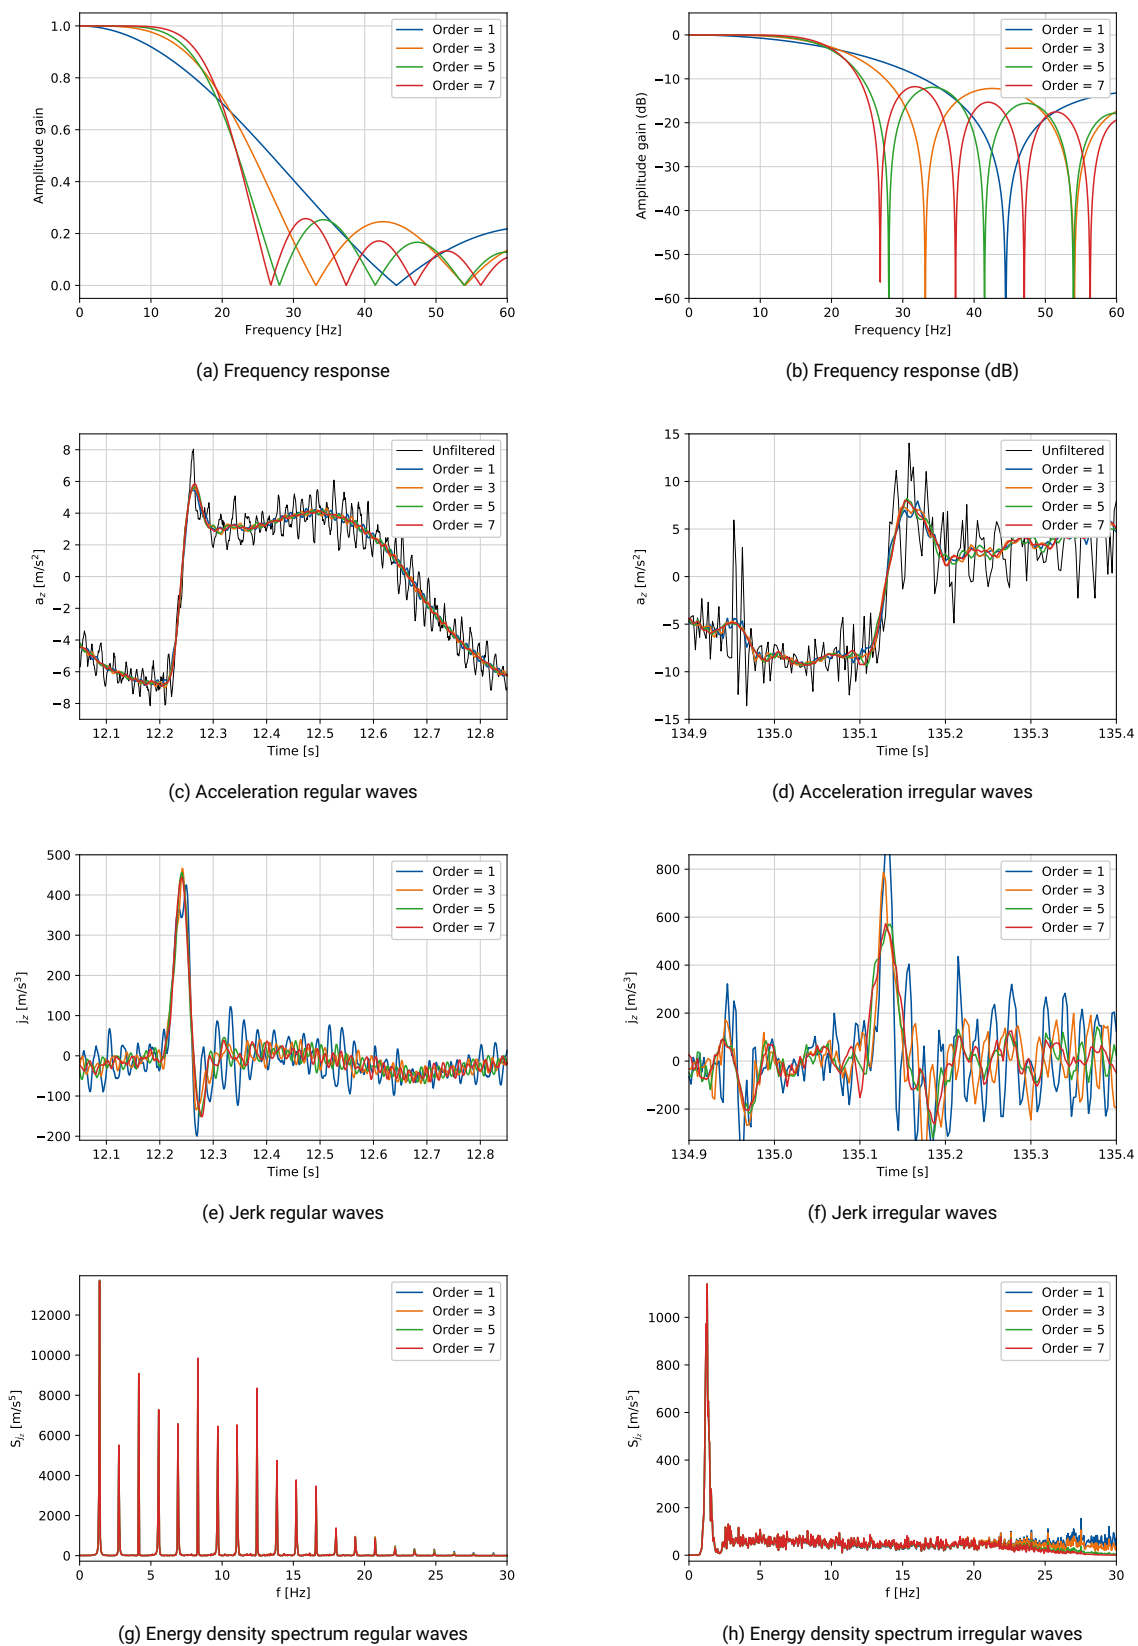 1.0
0.8
0.6
0.4
0.2
0.0
Amplitude gain
Order = 1
Order = 3
Order = 5
Order = 7
0 10 20 30 40 50 60
Frequency [Hz]
(a) Frequency response
0
−10
−20
−30
−40
−50
−60
Amplitude gain (dB)
Order = 1
Order = 3
Order = 5
Order = 7
0 10 20 30 40 50 60
Frequency [Hz]
(b) Frequency response (dB)
8
6
4
2
0
−2
−4
−6
−8
a_z [m/s²]
Unfiltered
Order = 1
Order = 3
Order = 5
Order = 7
12.1 12.2 12.3 12.4 12.5 12.6 12.7 12.8
Time [s]
(c) Acceleration regular waves
15
10
5
0
−5
−10
−15
a_z [m/s²]
Unfiltered
Order = 1
Order = 3
Order = 5
Order = 7
134.9 135.0 135.1 135.2 135.3 135.4
Time [s]
(d) Acceleration irregular waves
500
400
300
200
100
0
−100
−200
j_z [m/s³]
Order = 1
Order = 3
Order = 5
Order = 7
12.1 12.2 12.3 12.4 12.5 12.6 12.7 12.8
Time [s]
(e) Jerk regular waves
800
600
400
200
0
−200
j_z [m/s³]
Order = 1
Order = 3
Order = 5
Order = 7
134.9 135.0 135.1 135.2 135.3 135.4
Time [s]
(f) Jerk irregular waves
12000
10000
8000
6000
4000
2000
0
S_{j_z} [m/s⁵]
Order = 1
Order = 3
Order = 5
Order = 7
0 5 10 15 20 25 30
f [Hz]
(g) Energy density spectrum regular waves
1000
800
600
400
200
0
S_{j_z} [m/s⁵]
Order = 1
Order = 3
Order = 5
Order = 7
0 5 10 15 20 25 30
f [Hz]
(h) Energy density spectrum irregular waves